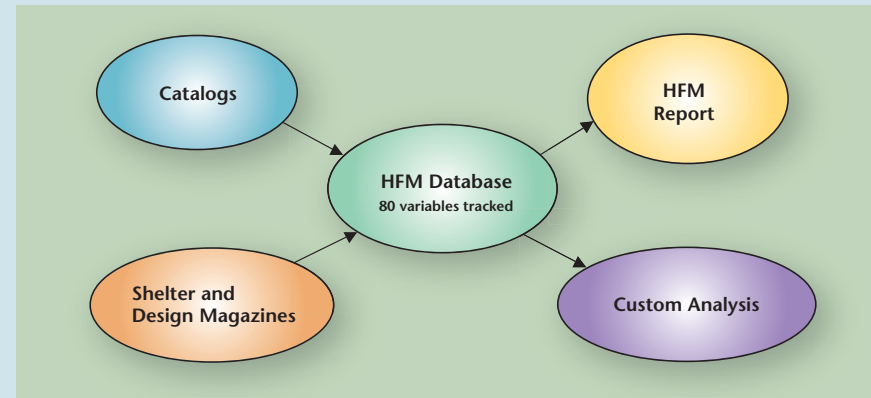 Catalogs
HFM
Report
HFM Database
80 variables tracked
Shelter and
Design Magazines
Custom Analysis